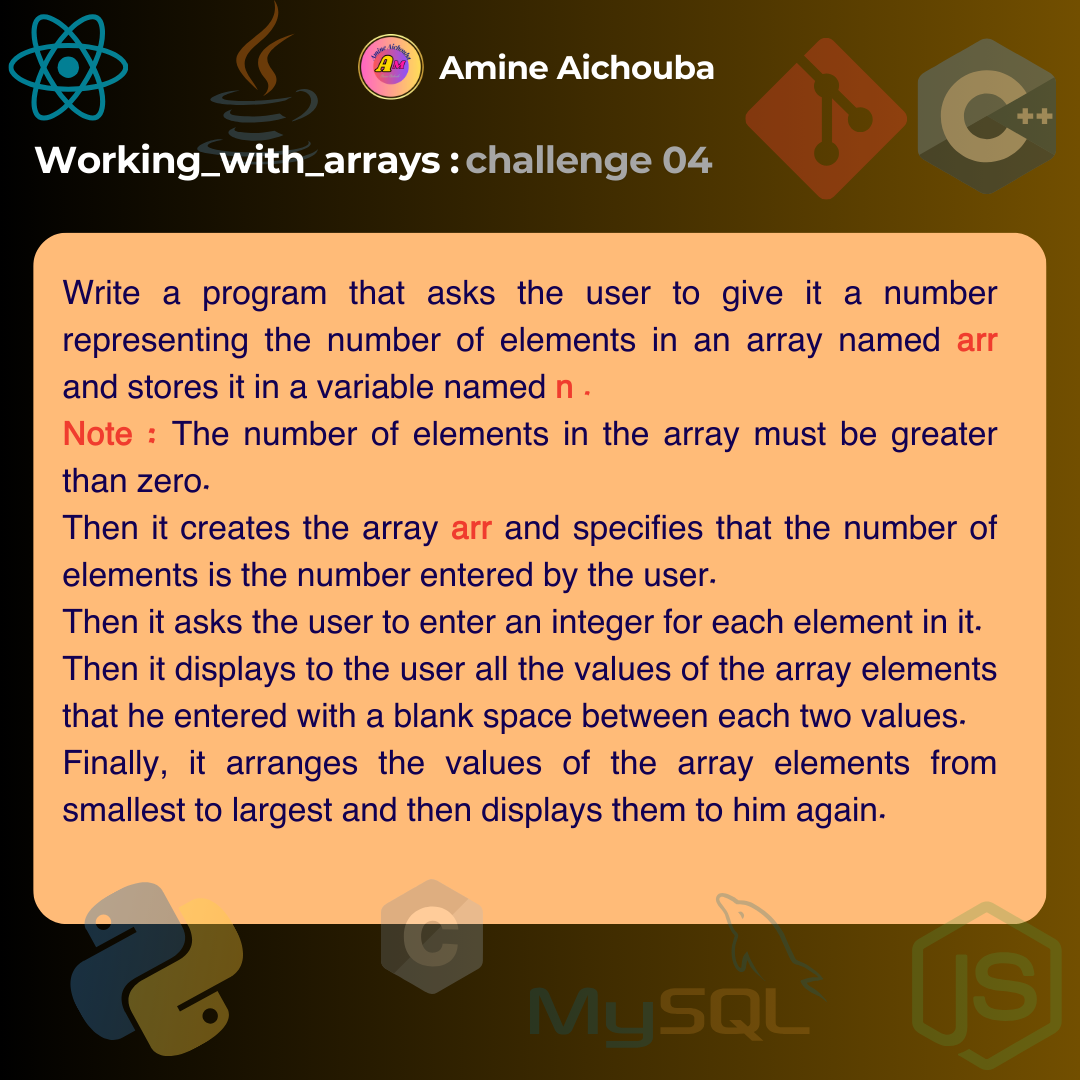 Amine Aichouba
Working_with_arrays : challenge 04
Write a program that asks the user to give it a number
representing the number of elements in an array named arr
and stores it in a variable named n .
Note : The number of elements in the array must be greater
than zero.
Then it creates the array arr and specifies that the number of
elements is the number entered by the user.
Then it asks the user to enter an integer for each element in it.
Then it displays to the user all the values of the array elements
that he entered with a blank space between each two values.
Finally, it arranges the values of the array elements from
smallest to largest and then displays them to him again.
C++
C
MySQL
JS